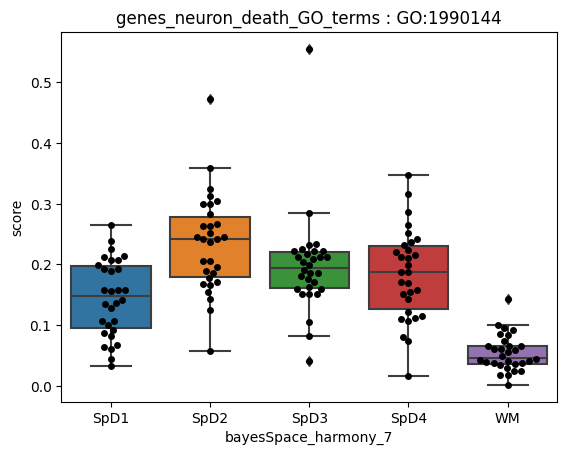 genes_neuron_death_GO_terms : GO:1990144
0.5
0.4
0.3
0.2
0.1
0.0
score
SpD1 SpD2 SpD3 SpD4 WM
bayesSpace_harmony_7